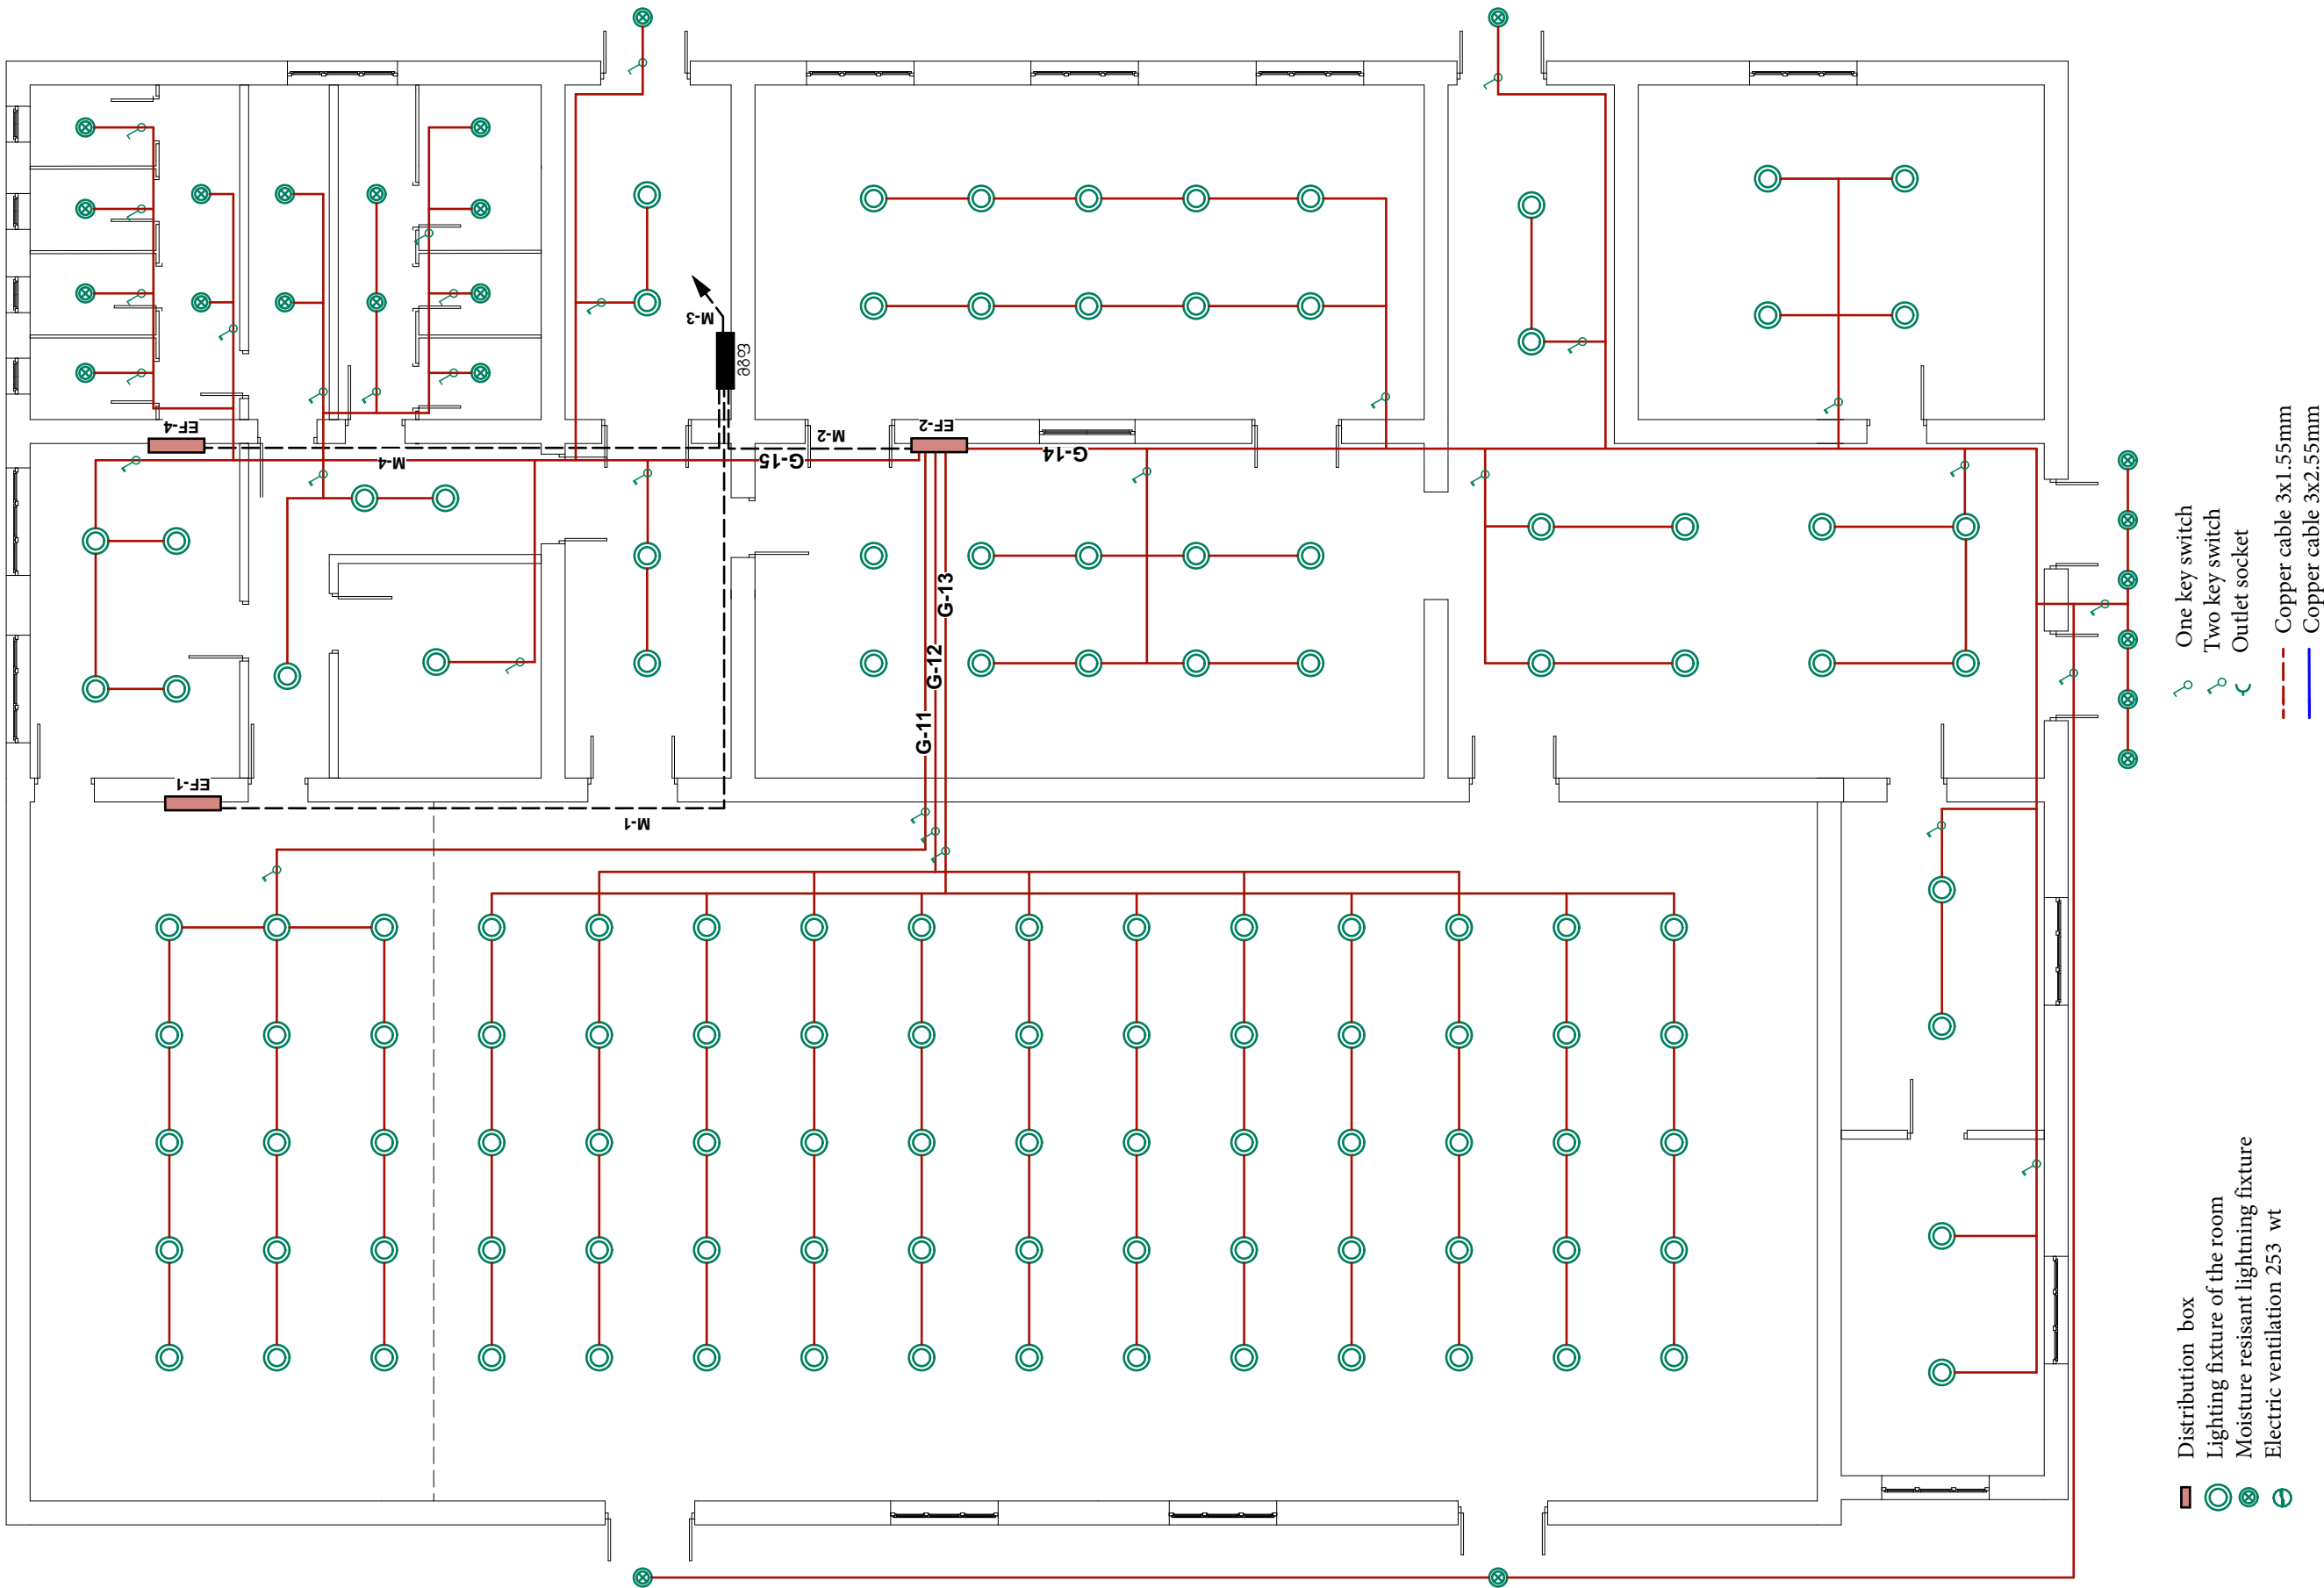 M-3
EF-4
M-2
EF-2
M-4
G-15
G-14
G-13
G-12
G-11
EF-1
M-1
One key switch
Two key switch
Outlet socket
Copper cable 3x1.55mm
Copper cable 3x2.55mm
Distribution box
Lighting fixture of the room
Moisture resisant lightning fixture
Electric ventilation 253 wt